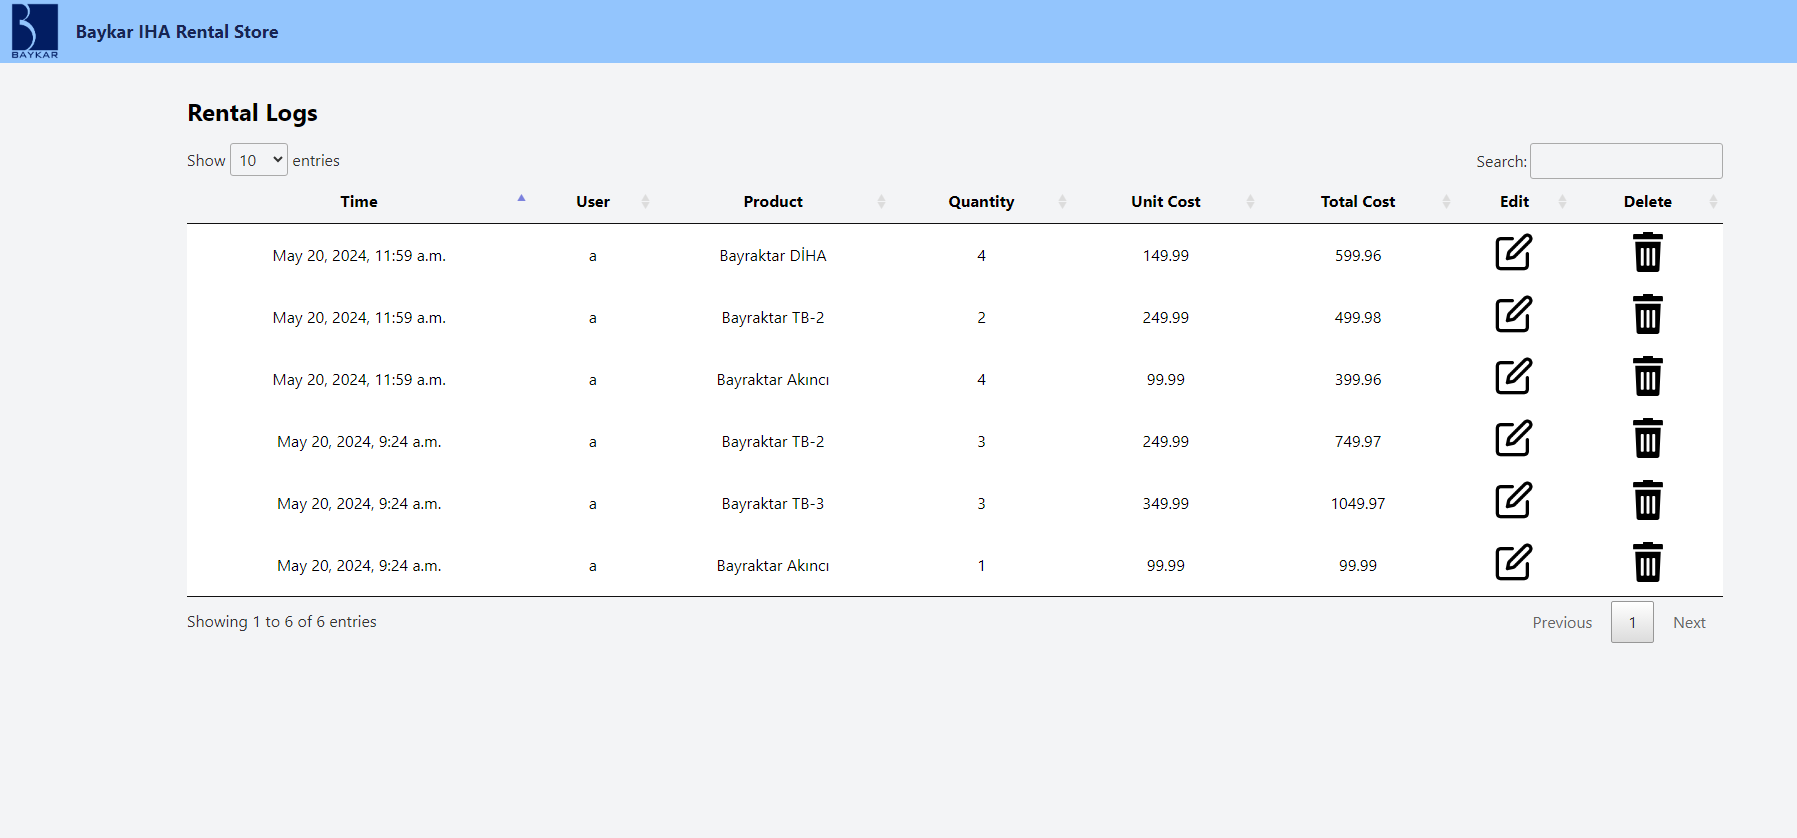 BAYKAR
Baykar IHA Rental Store
Rental Logs
Show 10 entries Search:
Time User Product Quantity Unit Cost Total Cost Edit Delete
May 20, 2024, 11:59 a.m. a Bayraktar DİHA 4 149.99 599.96
May 20, 2024, 11:59 a.m. a Bayraktar TB-2 2 249.99 499.98
May 20, 2024, 11:59 a.m. a Bayraktar Akıncı 4 99.99 399.96
May 20, 2024, 9:24 a.m. a Bayraktar TB-2 3 249.99 749.97
May 20, 2024, 9:24 a.m. a Bayraktar TB-3 3 349.99 1049.97
May 20, 2024, 9:24 a.m. a Bayraktar Akıncı 1 99.99 99.99
Showing 1 to 6 of 6 entries Previous 1 Next